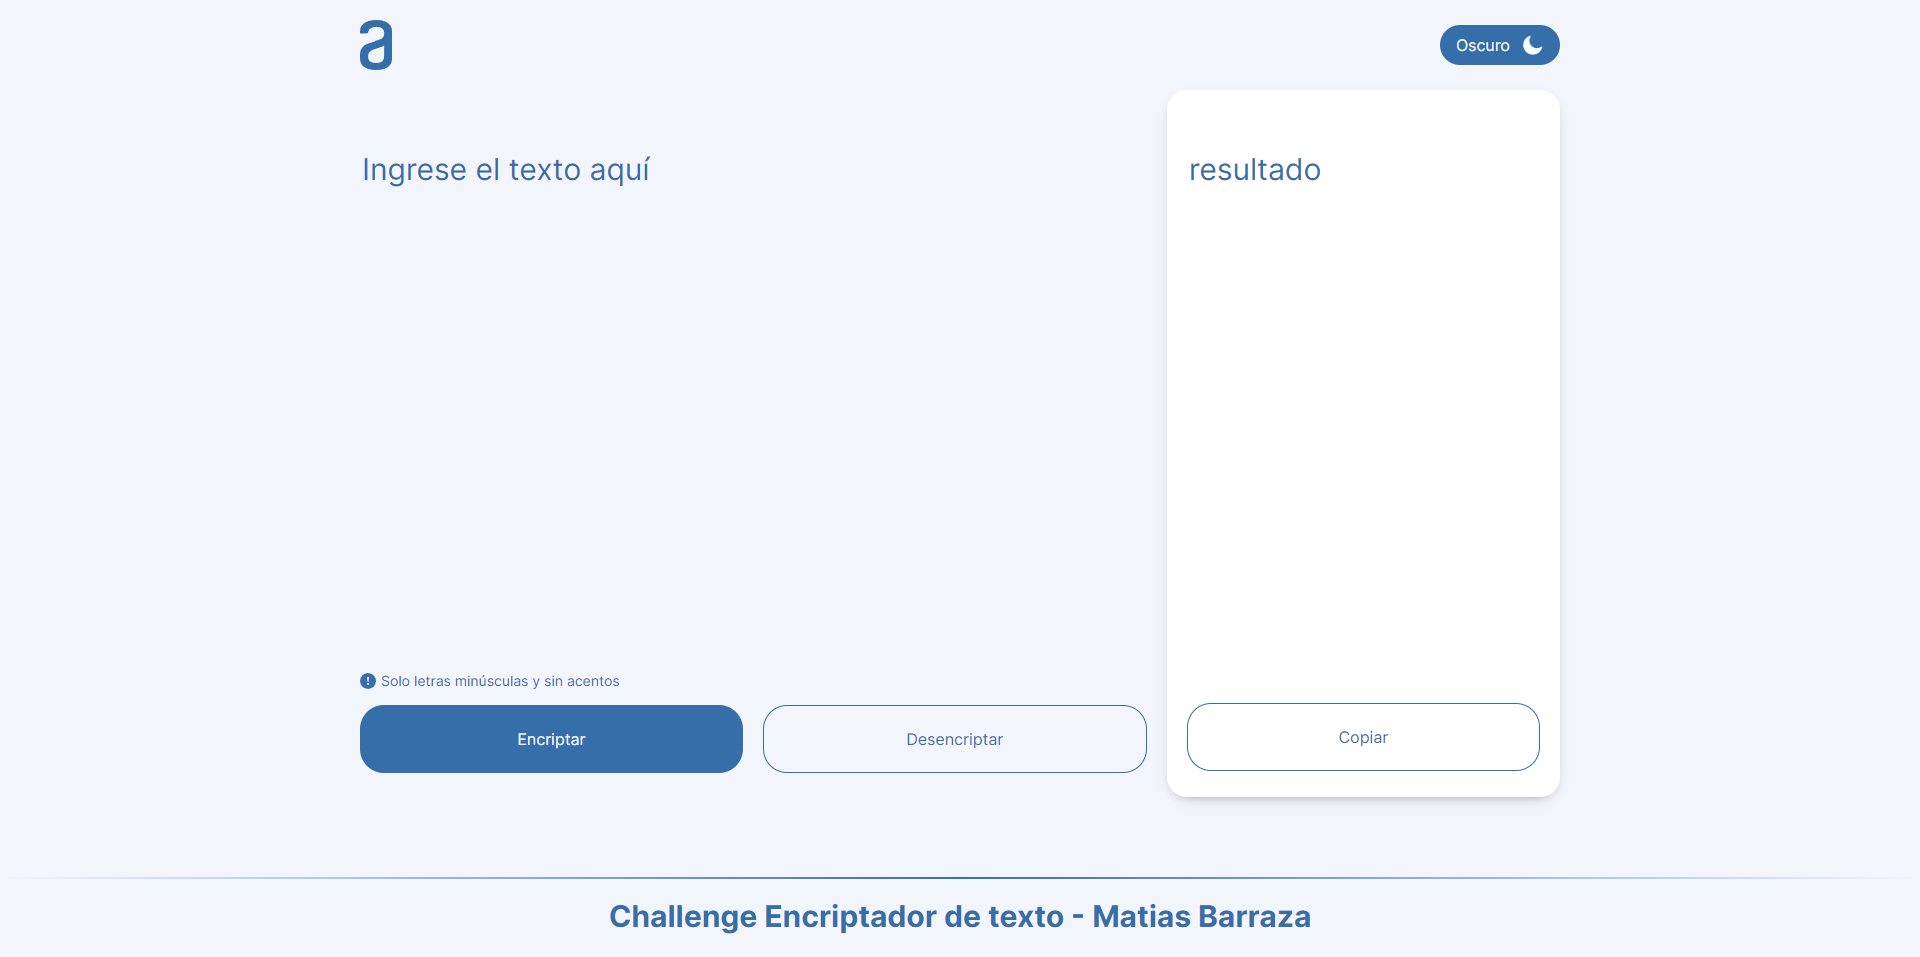 a
Oscuro
Ingrese el texto aquí
resultado
Solo letras minúsculas y sin acentos
Encriptar
Desencriptar
Copiar
Challenge Encriptador de texto - Matias Barraza